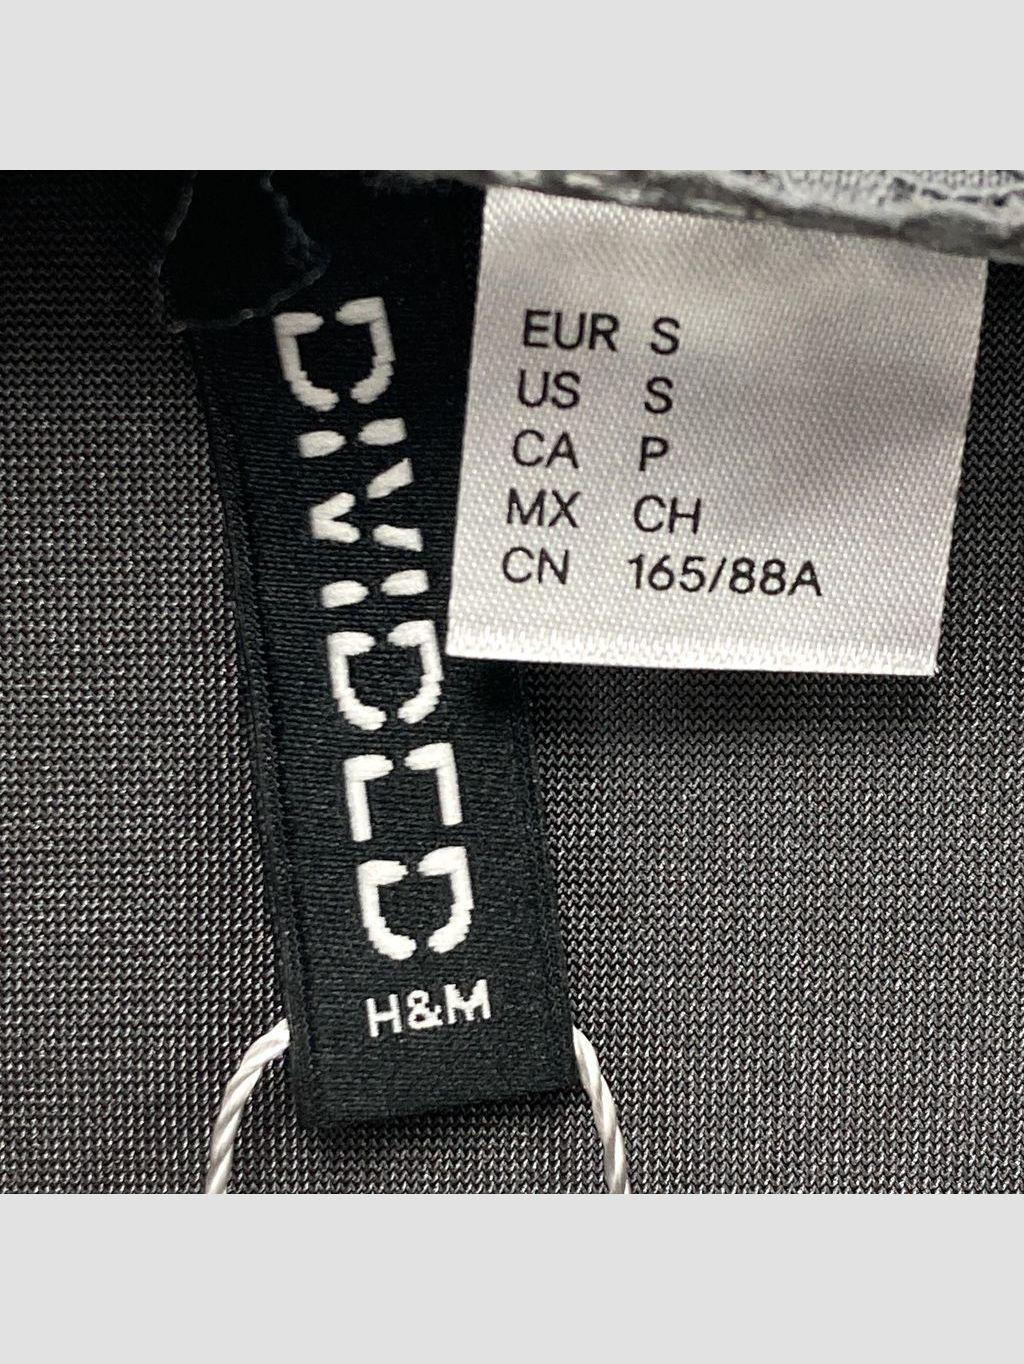 DIVIDED
H&M
EUR S
US S
CA P
MX CH
CN 165/88A